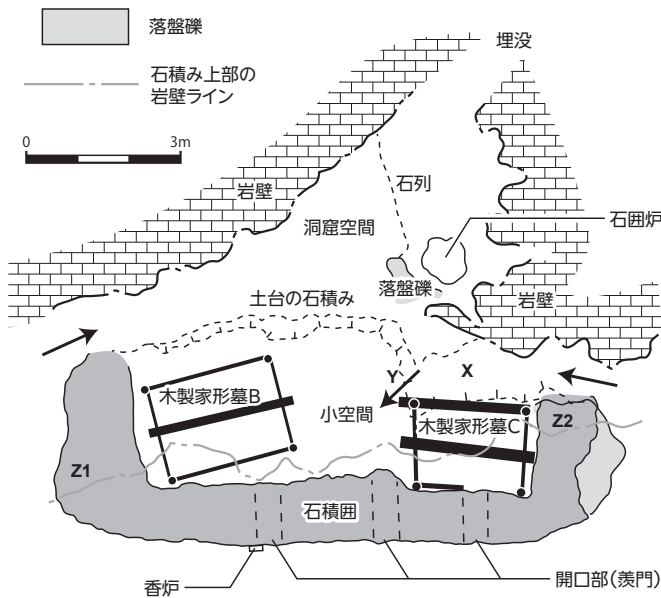 落盤礫
埋没
石積み上部の
岩壁ライン
0
3m
石列
岩壁
石囲炉
洞窟空間
落盤礫
岩壁
土台の石積み
Y
X
木製家形墓B
小空間
木製家形墓C
Z2
Z1
石積囲
香炉
開口部(羨門)